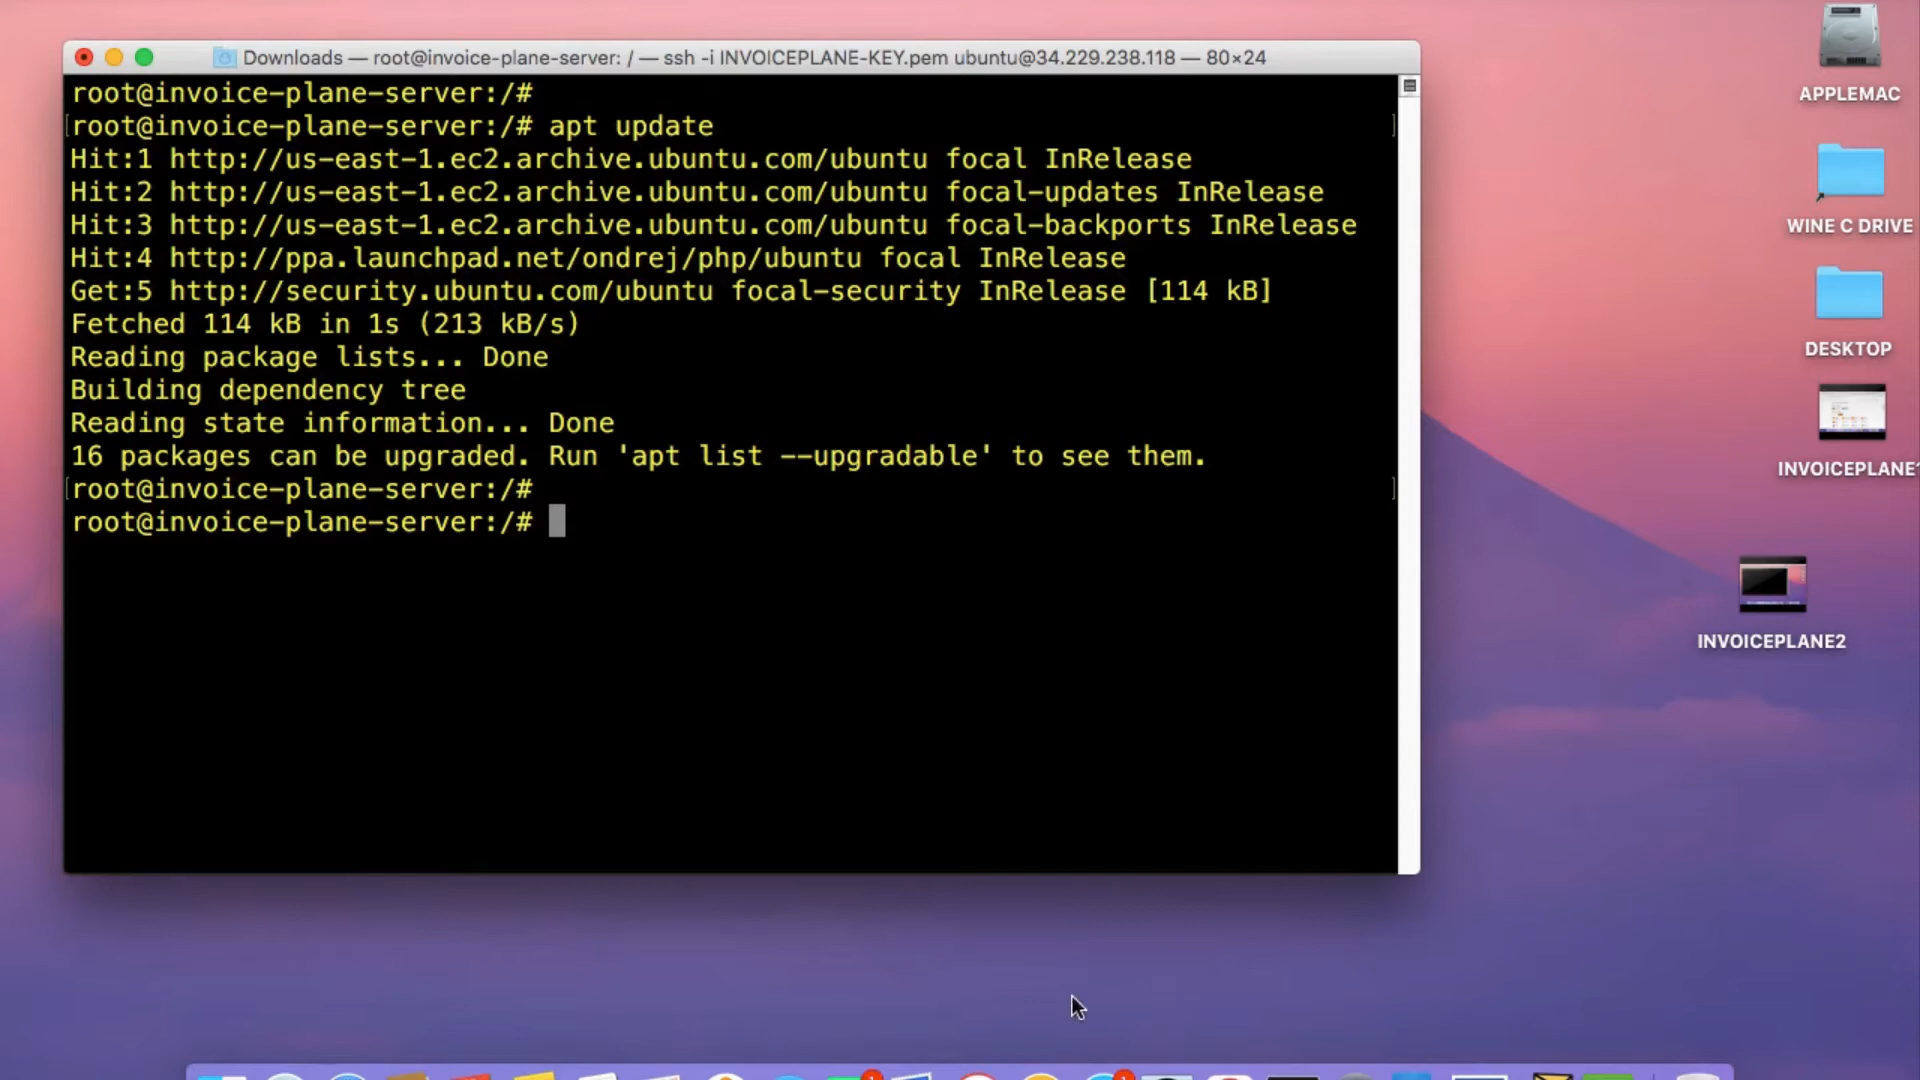 Downloads — root@invoice-plane-server: / — ssh -i INVOICEPLANE-KEY.pem ubuntu@34.229.238.118 — 80×24
root@invoice-plane-server:/#
[root@invoice-plane-server:/# apt update ]
Hit:1 http://us-east-1.ec2.archive.ubuntu.com/ubuntu focal InRelease
Hit:2 http://us-east-1.ec2.archive.ubuntu.com/ubuntu focal-updates InRelease
Hit:3 http://us-east-1.ec2.archive.ubuntu.com/ubuntu focal-backports InRelease
Hit:4 http://ppa.launchpad.net/ondrej/php/ubuntu focal InRelease
Get:5 http://security.ubuntu.com/ubuntu focal-security InRelease [114 kB]
Fetched 114 kB in 1s (213 kB/s)
Reading package lists... Done
Building dependency tree
Reading state information... Done
16 packages can be upgraded. Run 'apt list --upgradable' to see them.
[root@invoice-plane-server:/# ]
root@invoice-plane-server:/#
APPLEMAC
WINE C DRIVE
DESKTOP
INVOICEPLANE
INVOICEPLANE2
1
1